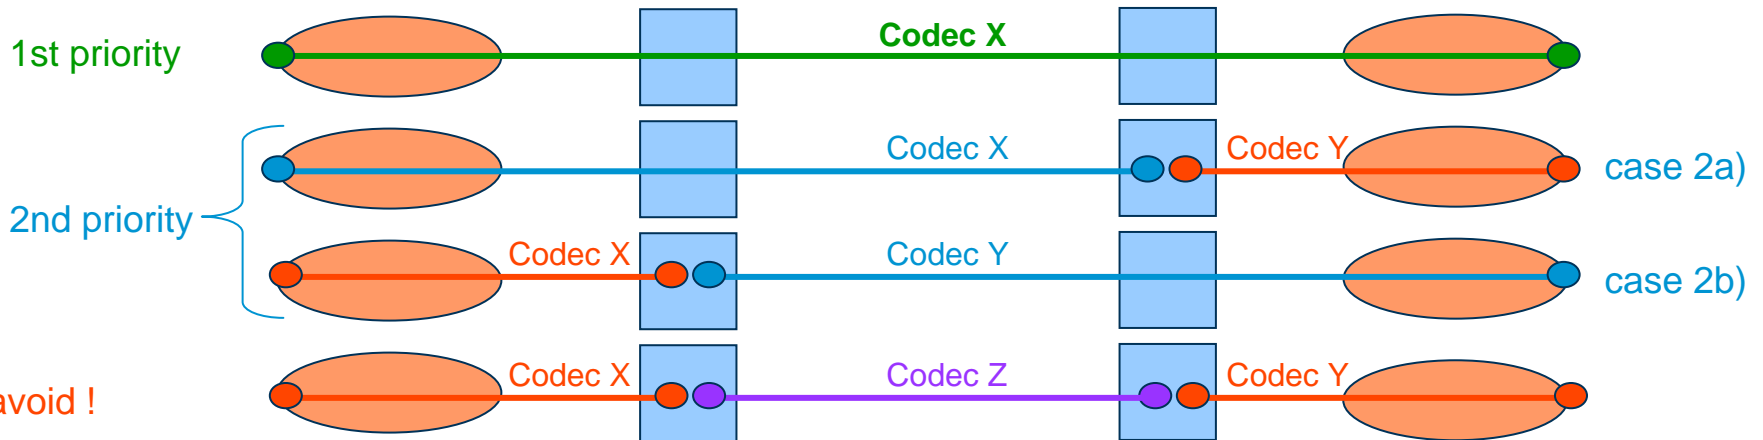 1st priority
Codec X
2nd priority
Codec X
Codec Y
case 2a)
Codec X
Codec Y
case 2b)
avoid !
Codec X
Codec Z
Codec Y